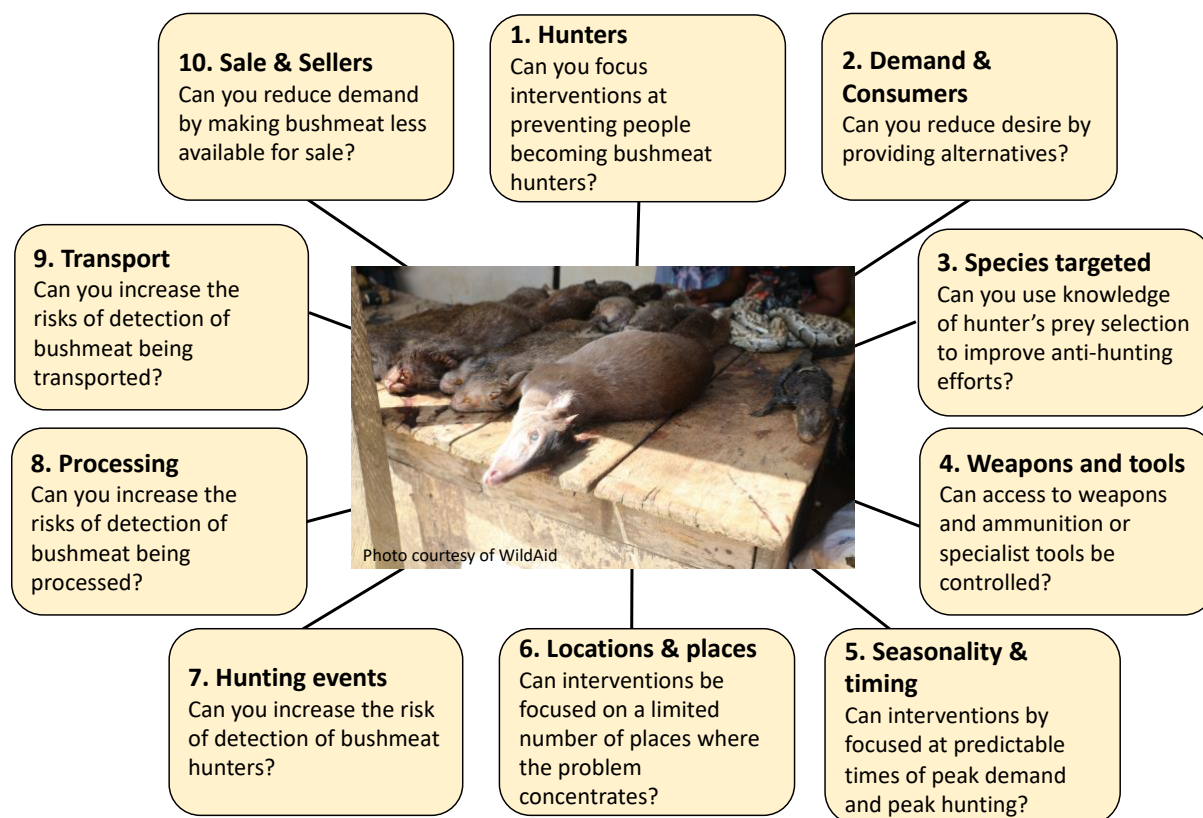 1. Hunters
Can you focus
interventions at
preventing people
becoming bushmeat
hunters?
2. Demand &
Consumers
Can you reduce desire by
providing alternatives?
3. Species targeted
Can you use knowledge
of hunter’s prey selection
to improve anti-hunting
efforts?
4. Weapons and tools
Can access to weapons
and ammunition or
specialist tools be
controlled?
5. Seasonality &
timing
Can interventions by
focused at predictable
times of peak demand
and peak hunting?
6. Locations & places
Can interventions be
focused on a limited
number of places where
the problem
concentrates?
7. Hunting events
Can you increase the risk
of detection of bushmeat
hunters?
8. Processing
Can you increase the
risks of detection of
bushmeat being
processed?
9. Transport
Can you increase the
risks of detection of
bushmeat being
transported?
10. Sale & Sellers
Can you reduce demand
by making bushmeat less
available for sale?
Photo courtesy of WildAid